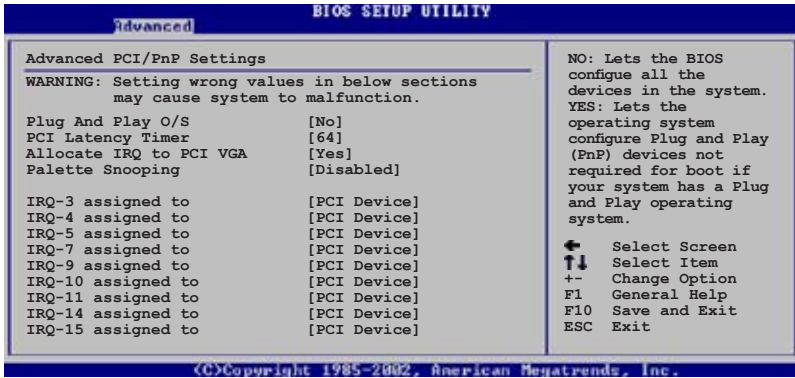 BIOS SETUP UTILITY
Advanced
Advanced PCI/PnP Settings
WARNING: Setting wrong values in below sections
may cause system to malfunction.
Plug And Play O/S [No]
PCI Latency Timer [64]
Allocate IRQ to PCI VGA [Yes]
Palette Snooping [Disabled]
IRQ-3 assigned to [PCI Device]
IRQ-4 assigned to [PCI Device]
IRQ-5 assigned to [PCI Device]
IRQ-7 assigned to [PCI Device]
IRQ-9 assigned to [PCI Device]
IRQ-10 assigned to [PCI Device]
IRQ-11 assigned to [PCI Device]
IRQ-14 assigned to [PCI Device]
IRQ-15 assigned to [PCI Device]
NO: Lets the BIOS
configue all the
devices in the system.
YES: Lets the
operating system
configure Plug and Play
(PnP) devices not
required for boot if
your system has a Plug
and Play operating
system.
← Select Screen
↑↓ Select Item
+- Change Option
F1 General Help
F10 Save and Exit
ESC Exit
(C)Copyright 1985-2002, American Megatrends, Inc.